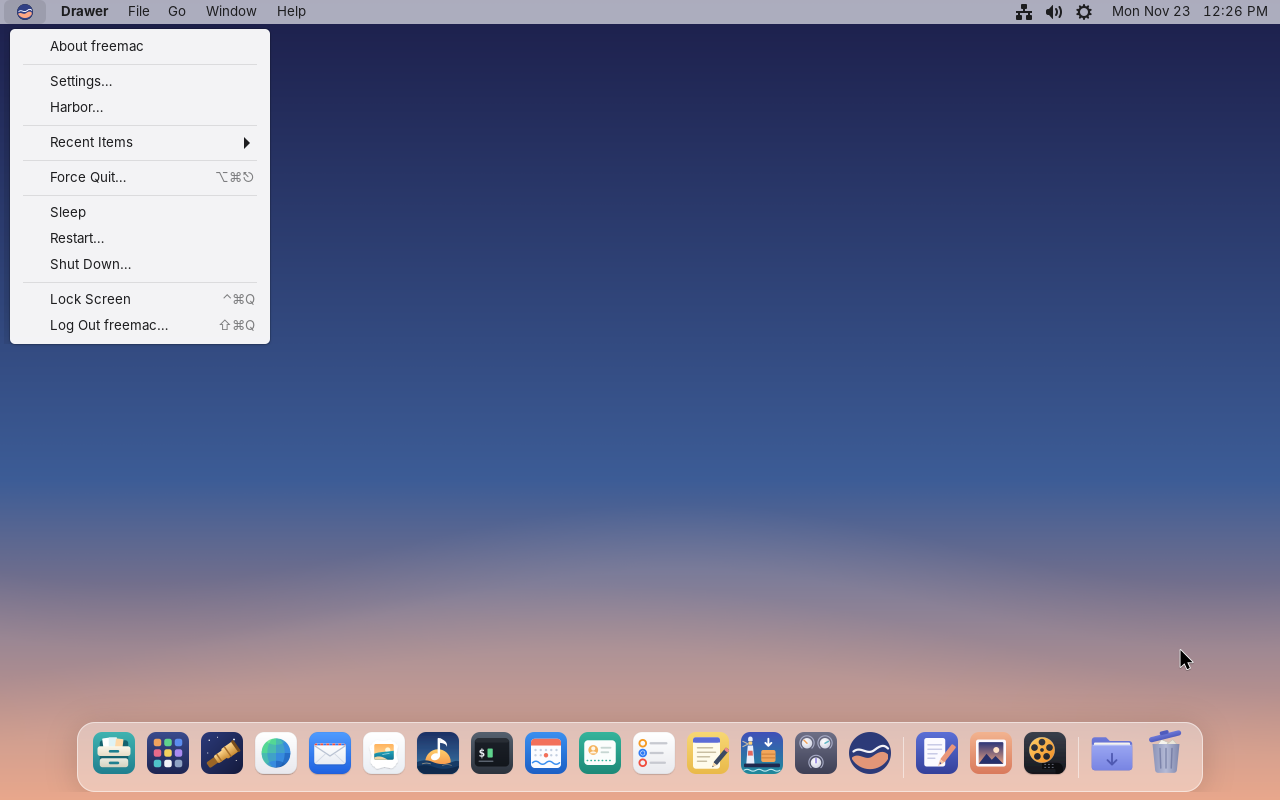 Drawer File Go Window Help Mon Nov 23 12:26 PM
About freemac
Settings...
Harbor...
Recent Items
Force Quit... ⌥⌘⎋
Sleep
Restart...
Shut Down...
Lock Screen ^⌘Q
Log Out freemac... ⇧⌘Q
$